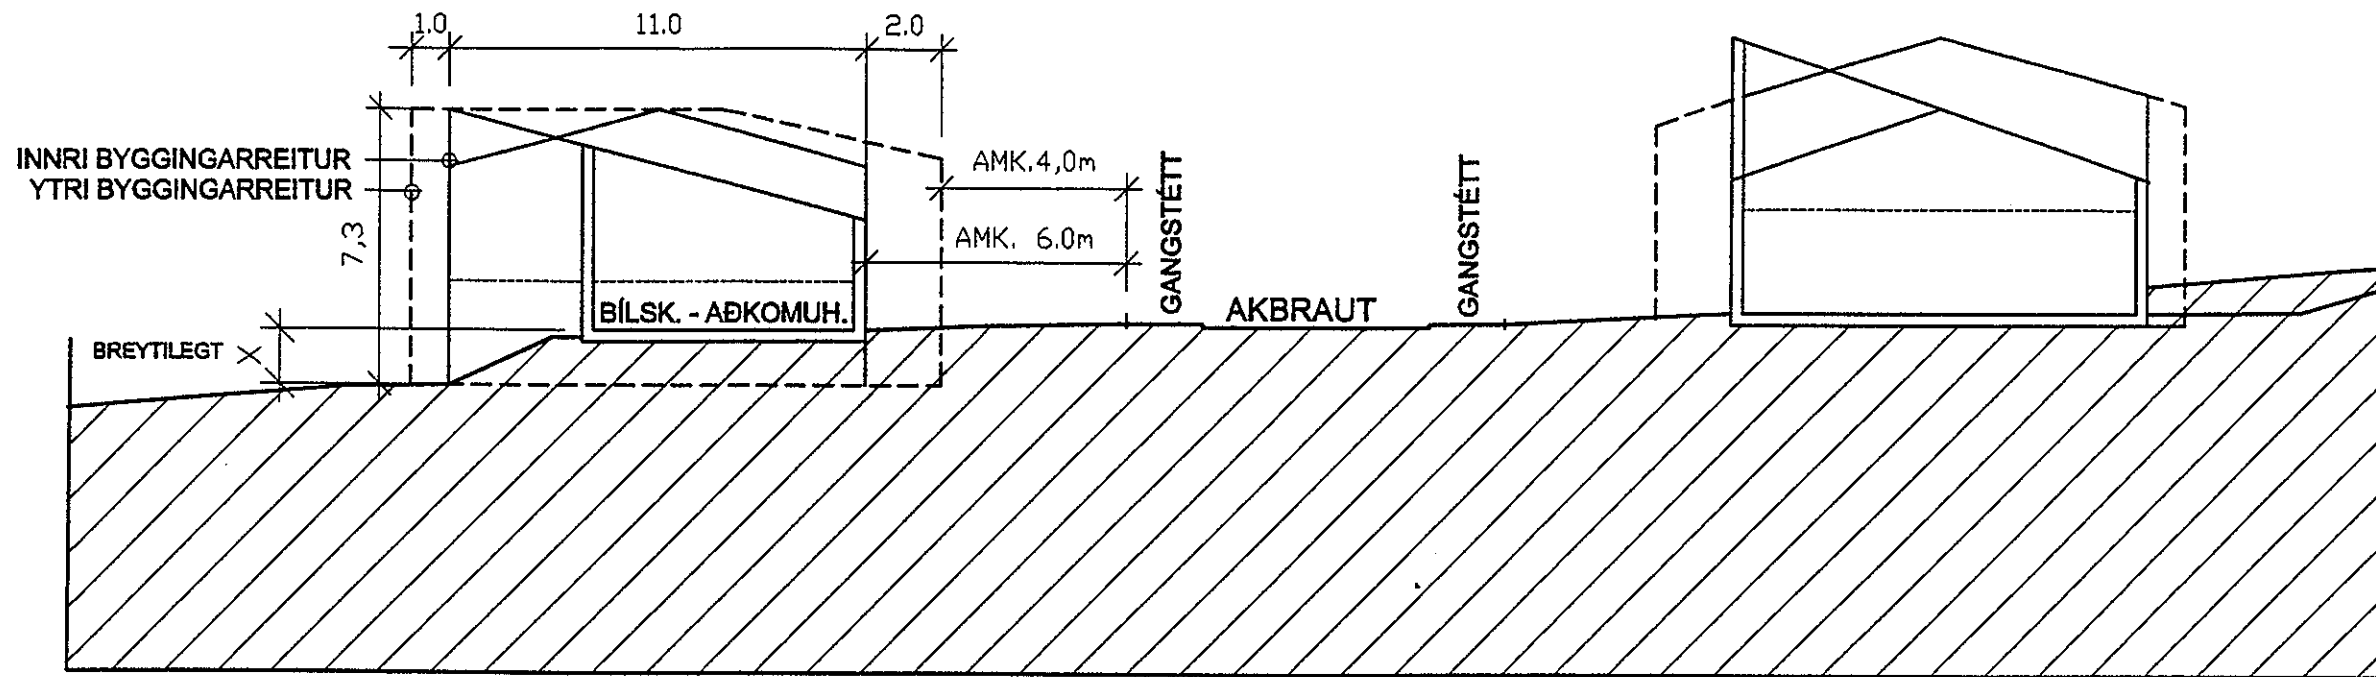 1.0
11.0
2.0
INNRI BYGGINGARREITUR
YTRI BYGGINGARREITUR
7,3
AMK.4,0m
AMK. 6.0m
GANGSTÉTT
GANGSTÉTT
AKBRAUT
BÍLSK. - AÐKOMUH.
BREYTILEGT X